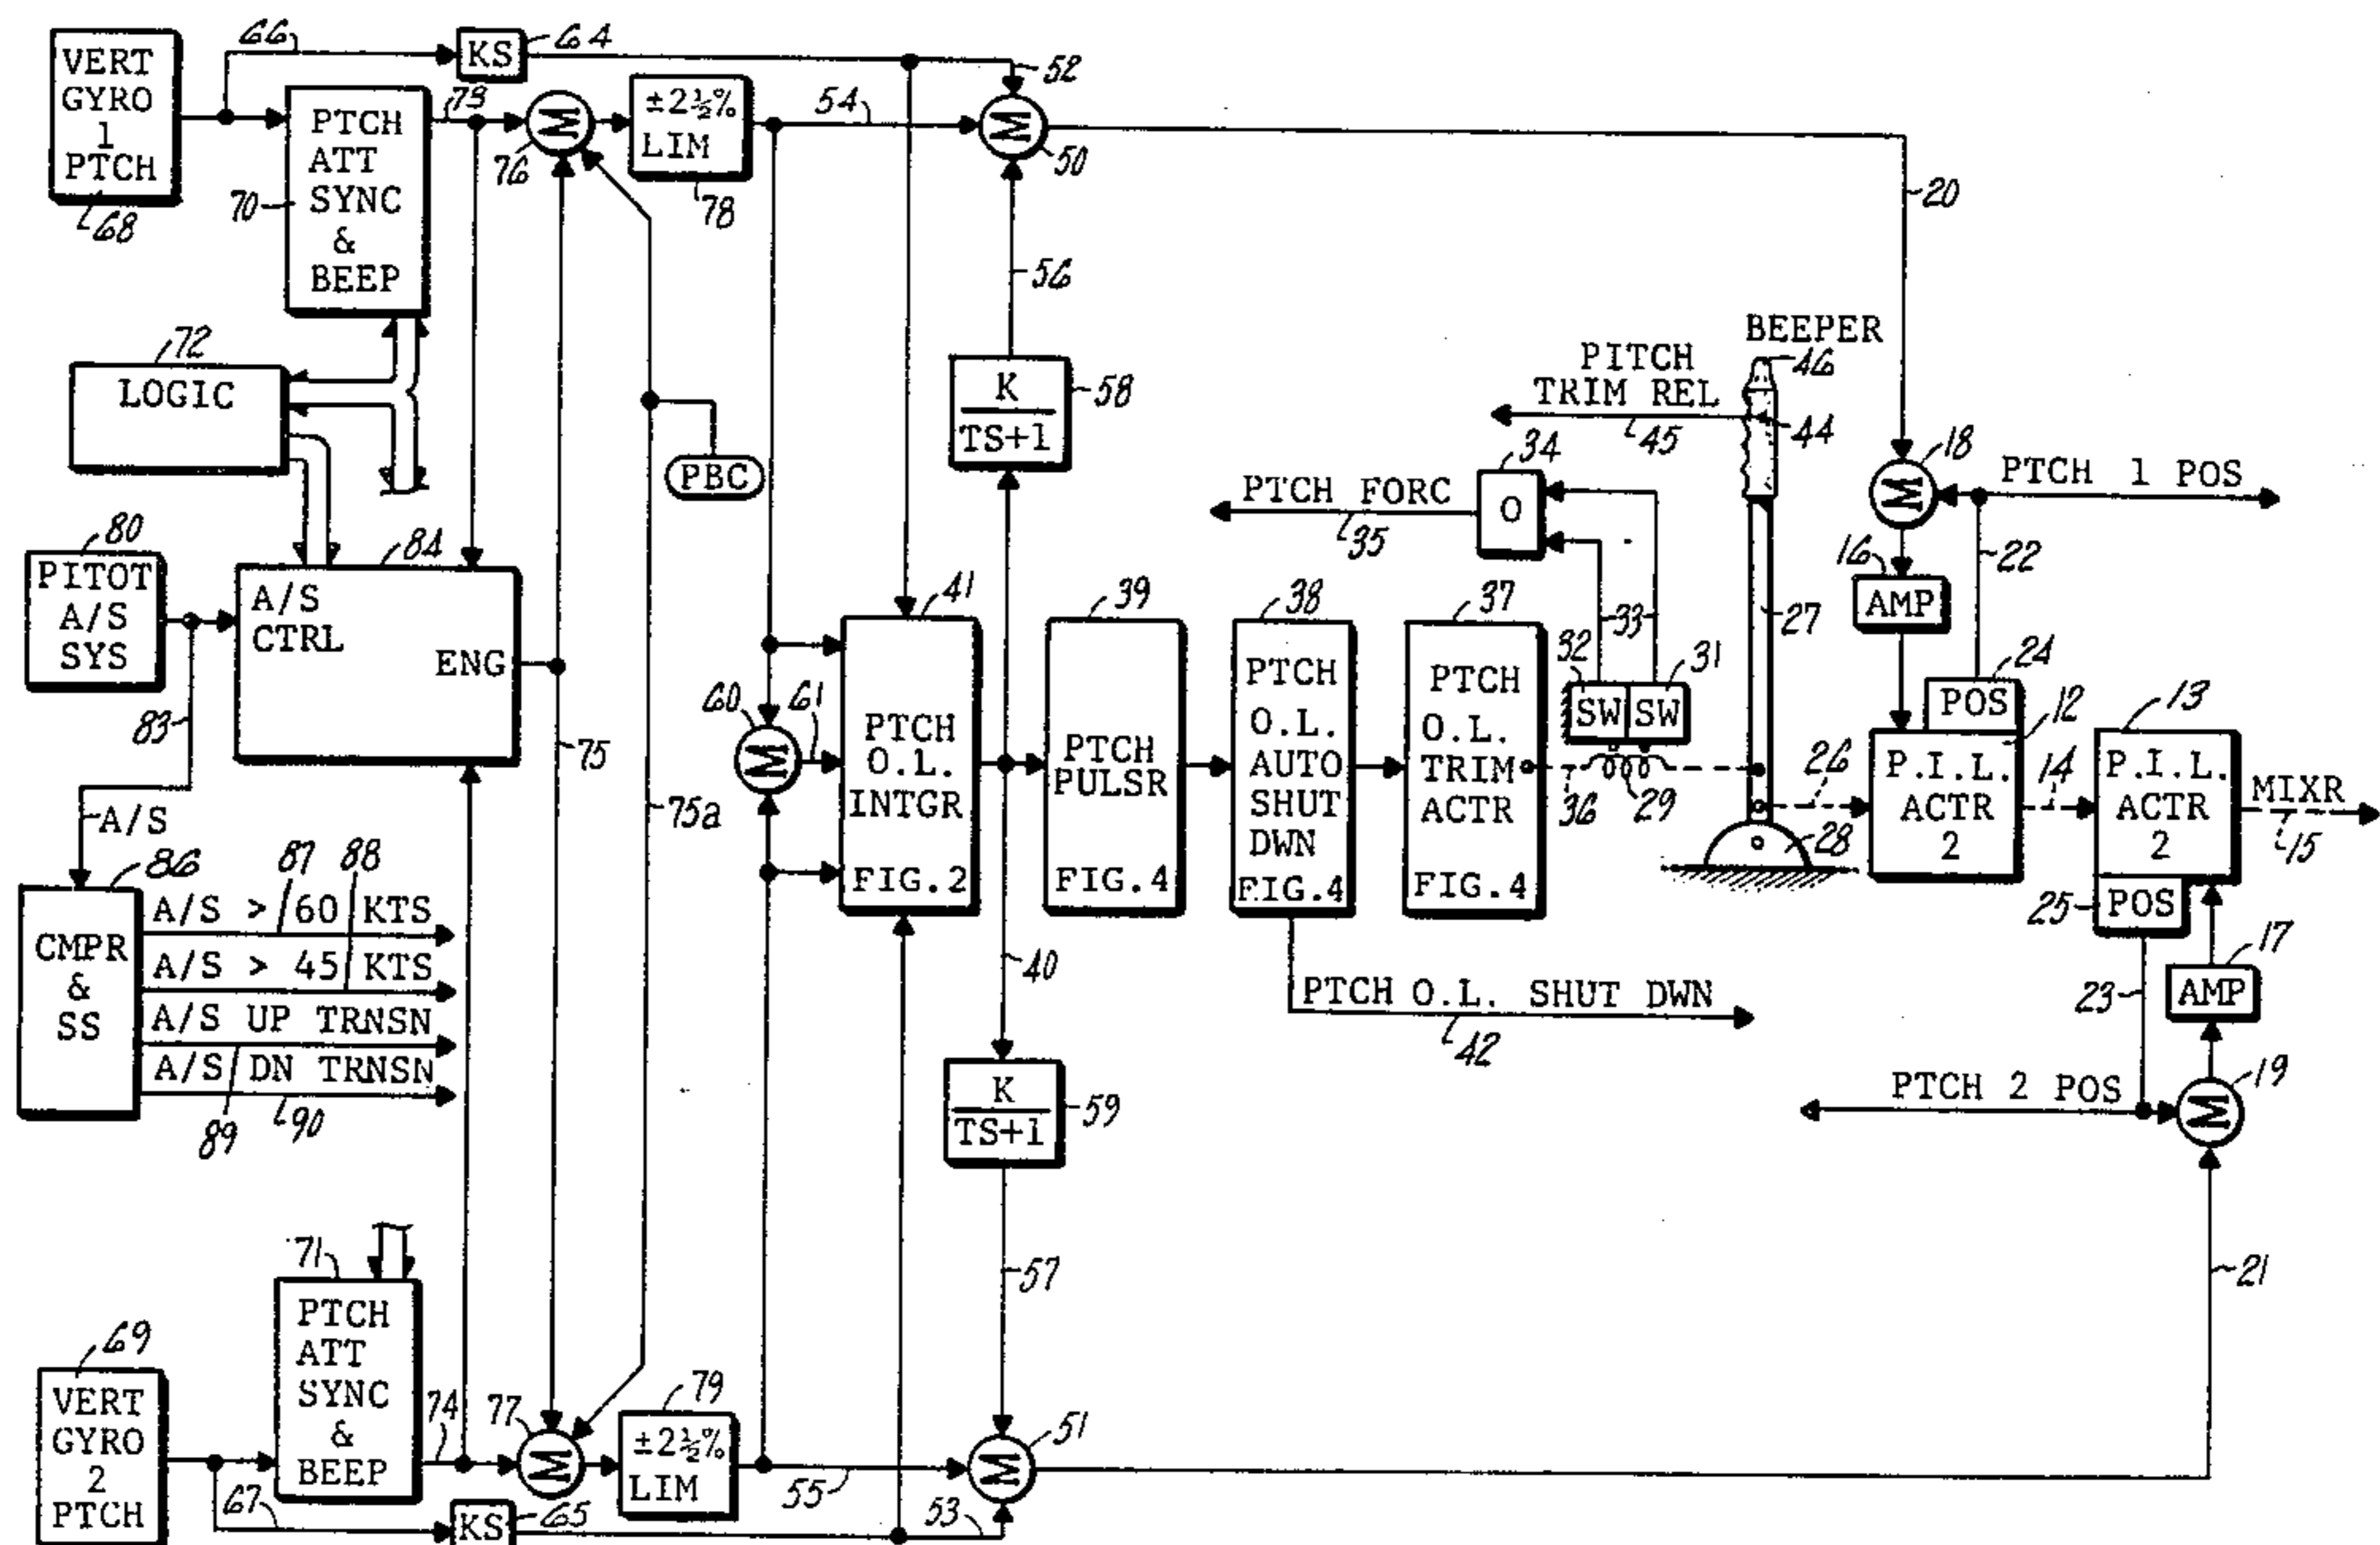 VERT
GYRO
1
PTCH
68
66
KS
64
PTCH
ATT
SYNC
&
BEEP
70
73
76
±2½%
LIM
78
54
52
50
20
56
K
TS+1
58
72
LOGIC
PBC
80
PITOT
A/S
SYS
83
84
A/S
CTRL
ENG
75
75a
60
61
41
PTCH
O.L.
INTGR
FIG.2
39
PTCH
PULSR
FIG.4
38
PTCH
O.L.
AUTO
SHUT
DWN
FIG.4
37
PTCH
O.L.
TRIM
ACTR
FIG.4
BEEPER
46
PITCH
TRIM REL
45
44
34
O
PTCH FORC
35
33
32
31
SW
SW
36
29
27
28
26
18
PTCH 1 POS
22
16
AMP
24
POS
12
P.I.L.
ACTR
2
14
13
P.I.L.
ACTR
2
MIXR
15
25
POS
17
AMP
23
PTCH 2 POS
19
21
A/S
86
CMPR
&
SS
87
88
A/S > 60 KTS
A/S > 45 KTS
A/S UP TRNSN
A/S DN TRNSN
89
90
40
PTCH O.L. SHUT DWN
42
K
TS+1
59
57
71
PTCH
ATT
SYNC
&
BEEP
69
VERT
GYRO
2
PTCH
67
KS
65
74
77
79
±2½%
LIM
55
53
51